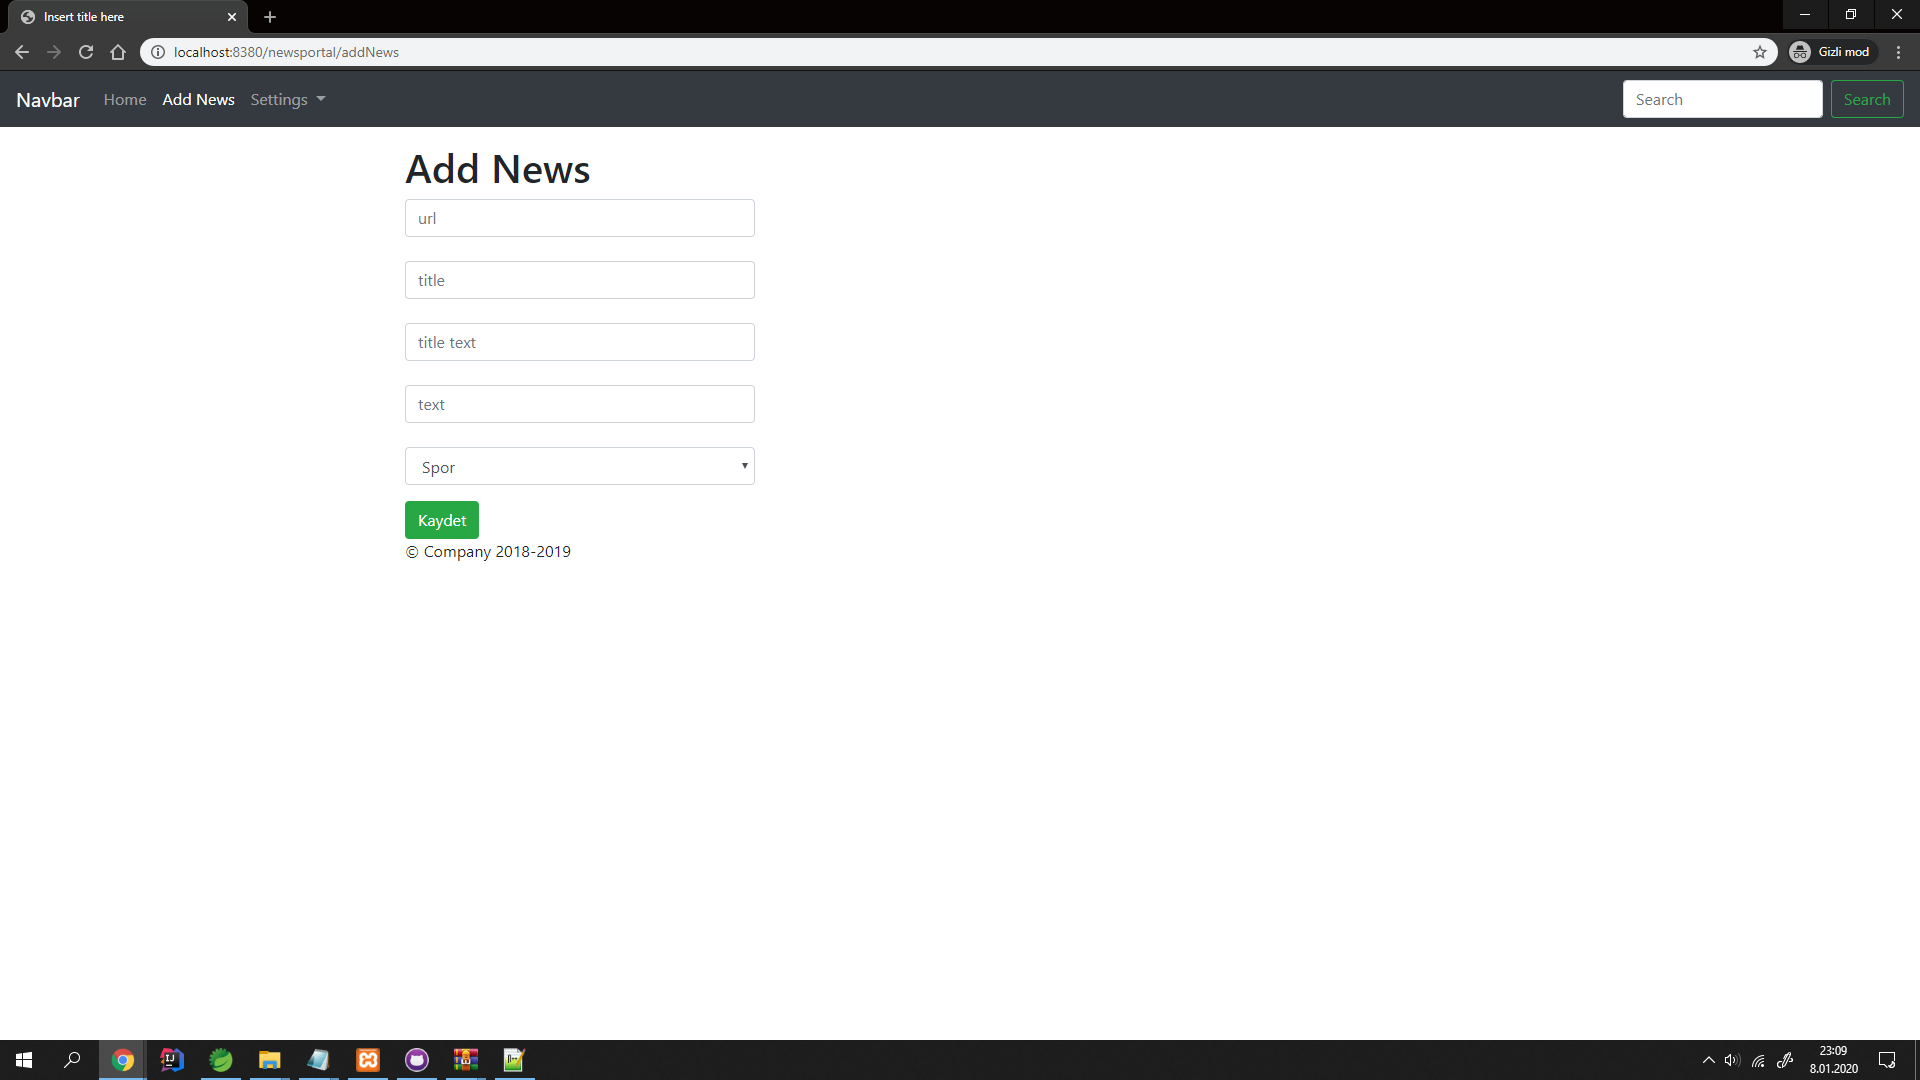 Insert title here
localhost:8380/newsportal/addNews
Gizli mod
Navbar Home Add News Settings Search Search
Add News
url
title
title text
text
Spor
Kaydet
© Company 2018-2019
23:09
8.01.2020